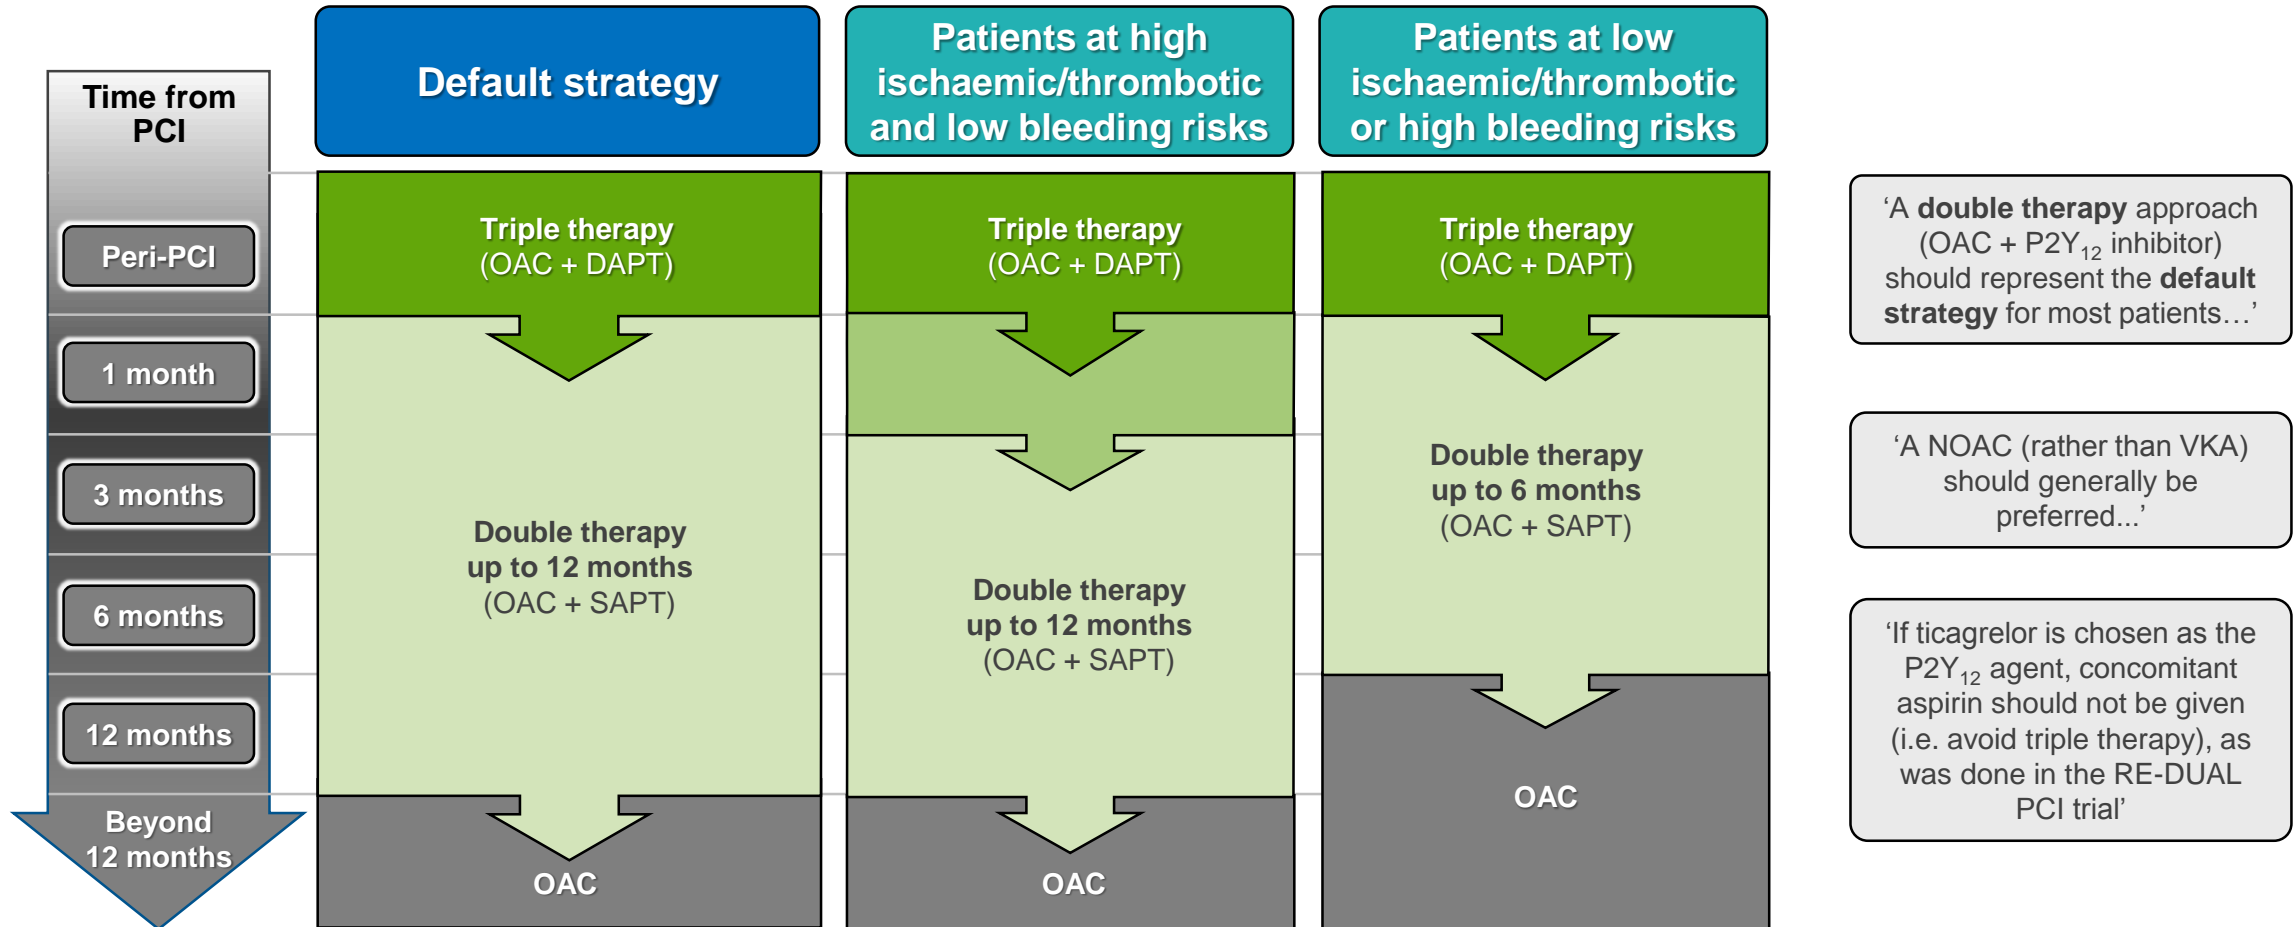 Time from
PCI
Peri-PCI
1 month
3 months
6 months
12 months
Beyond
12 months
Default strategy
Triple therapy
(OAC + DAPT)
Double therapy
up to 12 months
(OAC + SAPT)
OAC
Patients at high
ischaemic/thrombotic
and low bleeding risks
Triple therapy
(OAC + DAPT)
Double therapy
up to 12 months
(OAC + SAPT)
OAC
Patients at low
ischaemic/thrombotic
or high bleeding risks
Triple therapy
(OAC + DAPT)
Double therapy
up to 6 months
(OAC + SAPT)
OAC
‘A double therapy approach
(OAC + P2Y₁₂ inhibitor)
should represent the default
strategy for most patients…’
‘A NOAC (rather than VKA)
should generally be
preferred...’
‘If ticagrelor is chosen as the
P2Y₁₂ agent, concomitant
aspirin should not be given
(i.e. avoid triple therapy), as
was done in the RE-DUAL
PCI trial’